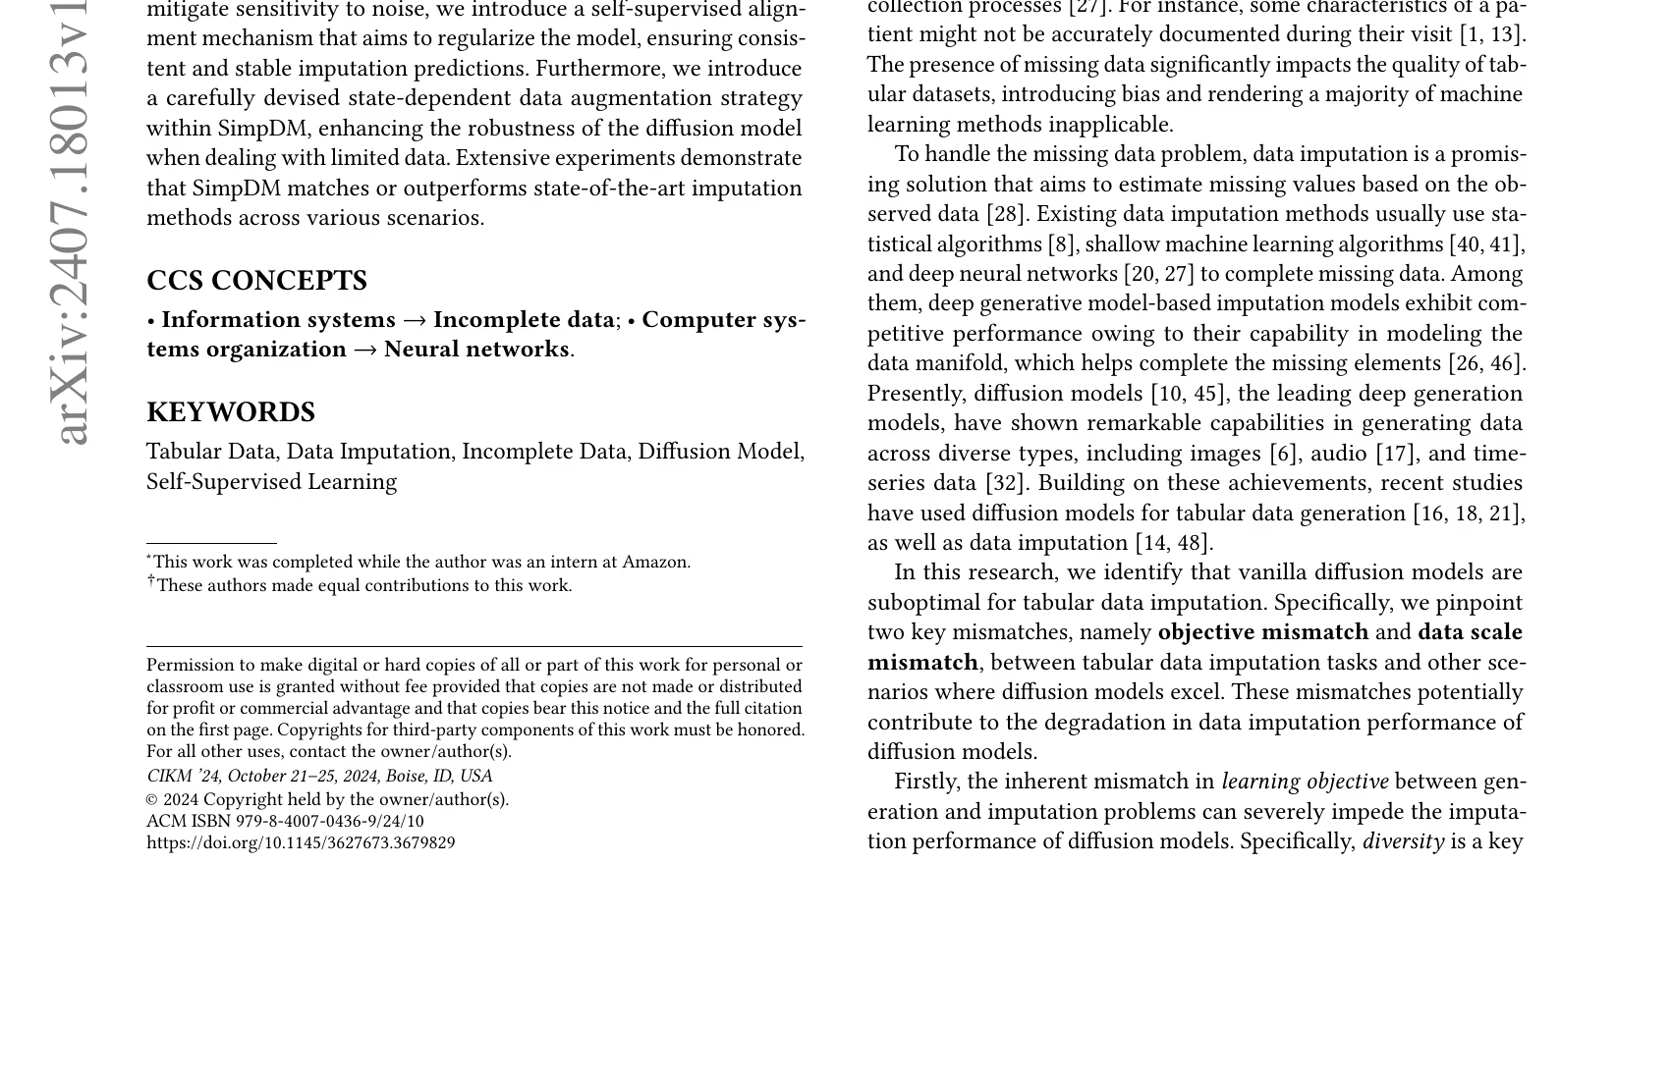 arXiv:2407.18013v1
mitigate sensitivity to noise, we introduce a self-supervised align-
ment mechanism that aims to regularize the model, ensuring consis-
tent and stable imputation predictions. Furthermore, we introduce
a carefully devised state-dependent data augmentation strategy
within SimpDM, enhancing the robustness of the diffusion model
when dealing with limited data. Extensive experiments demonstrate
that SimpDM matches or outperforms state-of-the-art imputation
methods across various scenarios.
CCS CONCEPTS
• Information systems → Incomplete data; • Computer sys-
tems organization → Neural networks.
KEYWORDS
Tabular Data, Data Imputation, Incomplete Data, Diffusion Model,
Self-Supervised Learning
*This work was completed while the author was an intern at Amazon.
†These authors made equal contributions to this work.
Permission to make digital or hard copies of all or part of this work for personal or
classroom use is granted without fee provided that copies are not made or distributed
for profit or commercial advantage and that copies bear this notice and the full citation
on the first page. Copyrights for third-party components of this work must be honored.
For all other uses, contact the owner/author(s).
CIKM '24, October 21–25, 2024, Boise, ID, USA
© 2024 Copyright held by the owner/author(s).
ACM ISBN 979-8-4007-0436-9/24/10
https://doi.org/10.1145/3627673.3679829
collection processes [27]. For instance, some characteristics of a pa-
tient might not be accurately documented during their visit [1, 13].
The presence of missing data significantly impacts the quality of tab-
ular datasets, introducing bias and rendering a majority of machine
learning methods inapplicable.
To handle the missing data problem, data imputation is a promis-
ing solution that aims to estimate missing values based on the ob-
served data [28]. Existing data imputation methods usually use sta-
tistical algorithms [8], shallow machine learning algorithms [40, 41],
and deep neural networks [20, 27] to complete missing data. Among
them, deep generative model-based imputation models exhibit com-
petitive performance owing to their capability in modeling the
data manifold, which helps complete the missing elements [26, 46].
Presently, diffusion models [10, 45], the leading deep generation
models, have shown remarkable capabilities in generating data
across diverse types, including images [6], audio [17], and time-
series data [32]. Building on these achievements, recent studies
have used diffusion models for tabular data generation [16, 18, 21],
as well as data imputation [14, 48].
In this research, we identify that vanilla diffusion models are
suboptimal for tabular data imputation. Specifically, we pinpoint
two key mismatches, namely objective mismatch and data scale
mismatch, between tabular data imputation tasks and other sce-
narios where diffusion models excel. These mismatches potentially
contribute to the degradation in data imputation performance of
diffusion models.
Firstly, the inherent mismatch in learning objective between gen-
eration and imputation problems can severely impede the imputa-
tion performance of diffusion models. Specifically, diversity is a key